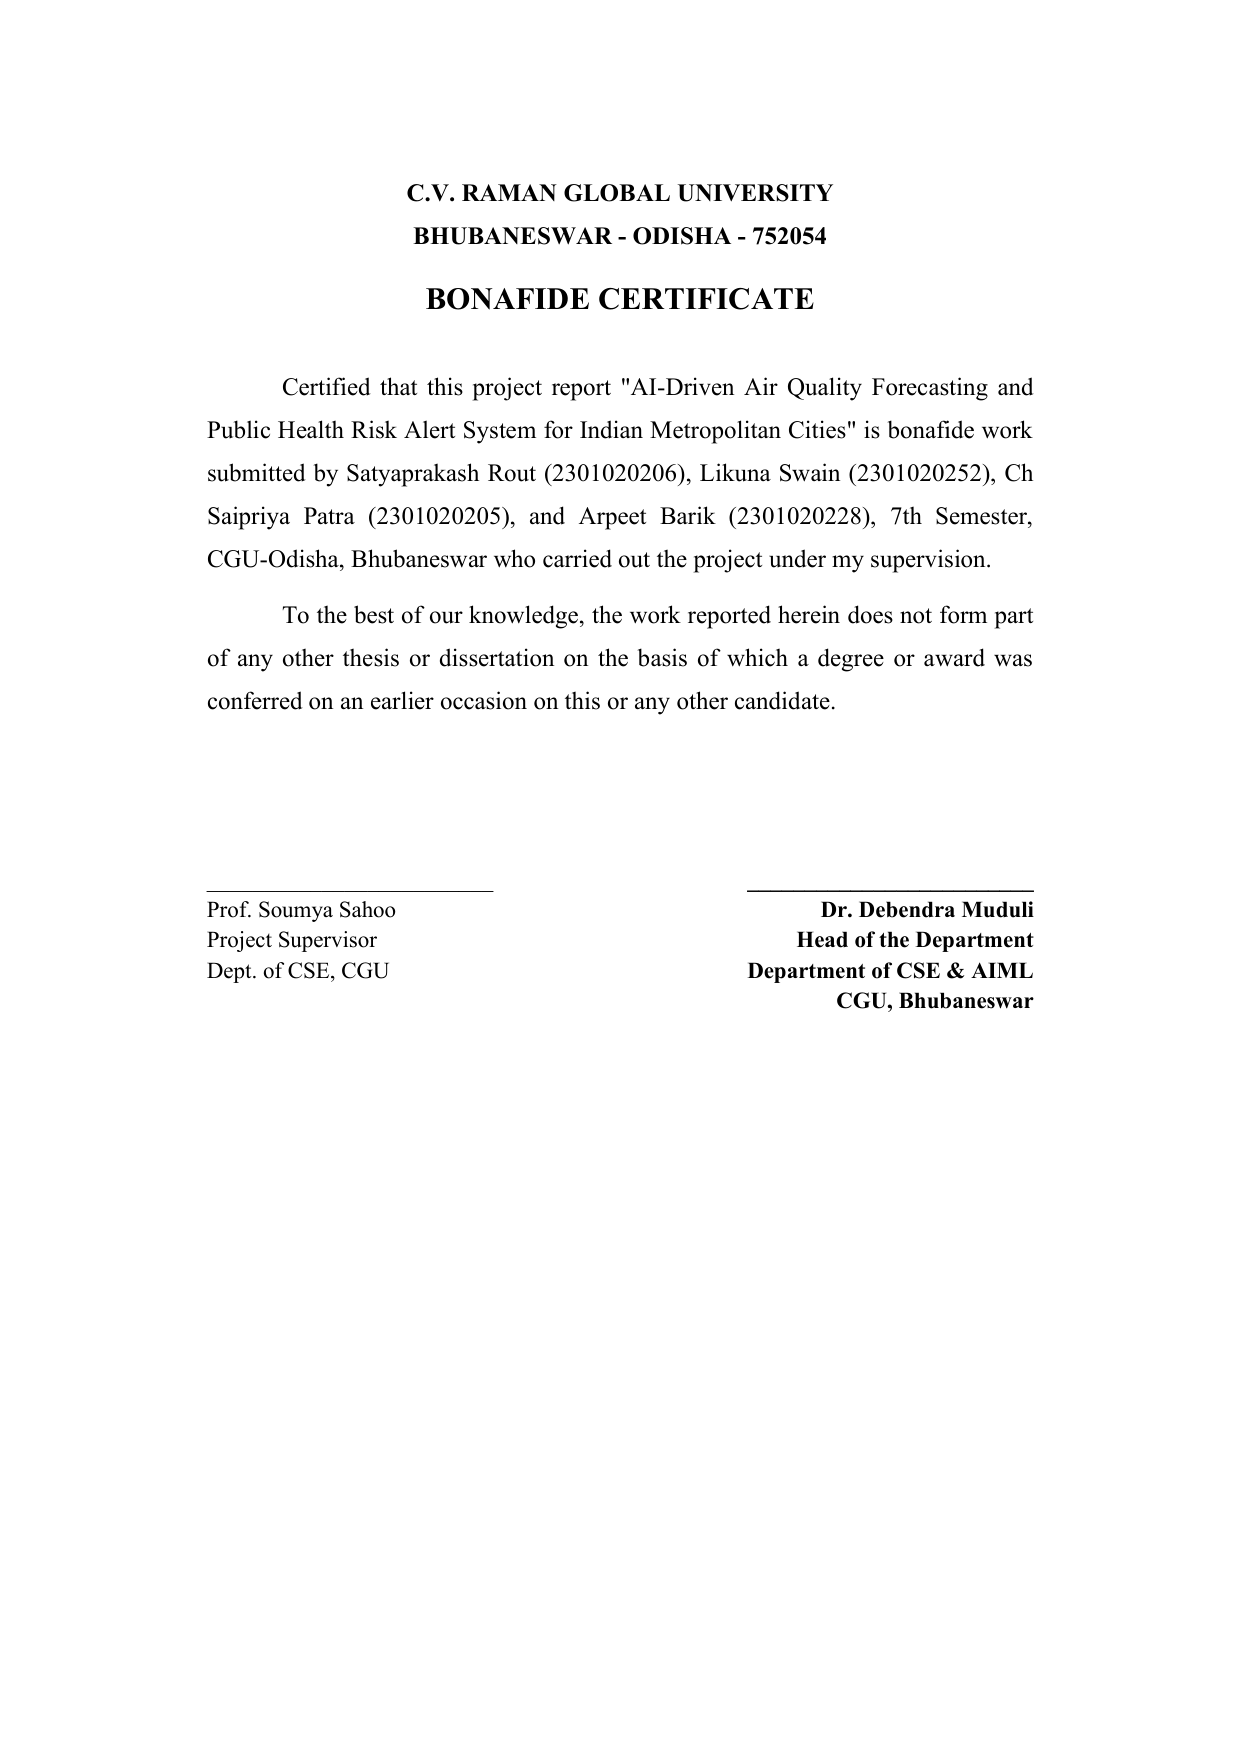 C.V. RAMAN GLOBAL UNIVERSITY
BHUBANESWAR - ODISHA - 752054
BONAFIDE CERTIFICATE
Certified that this project report "AI-Driven Air Quality Forecasting and
Public Health Risk Alert System for Indian Metropolitan Cities" is bonafide work
submitted by Satyaprakash Rout (2301020206), Likuna Swain (2301020252), Ch
Saipriya Patra (2301020205), and Arpeet Barik (2301020228), 7th Semester,
CGU-Odisha, Bhubaneswar who carried out the project under my supervision.
To the best of our knowledge, the work reported herein does not form part
of any other thesis or dissertation on the basis of which a degree or award was
conferred on an earlier occasion on this or any other candidate.
Prof. Soumya Sahoo
Project Supervisor
Dept. of CSE, CGU
Dr. Debendra Muduli
Head of the Department
Department of CSE & AIML
CGU, Bhubaneswar